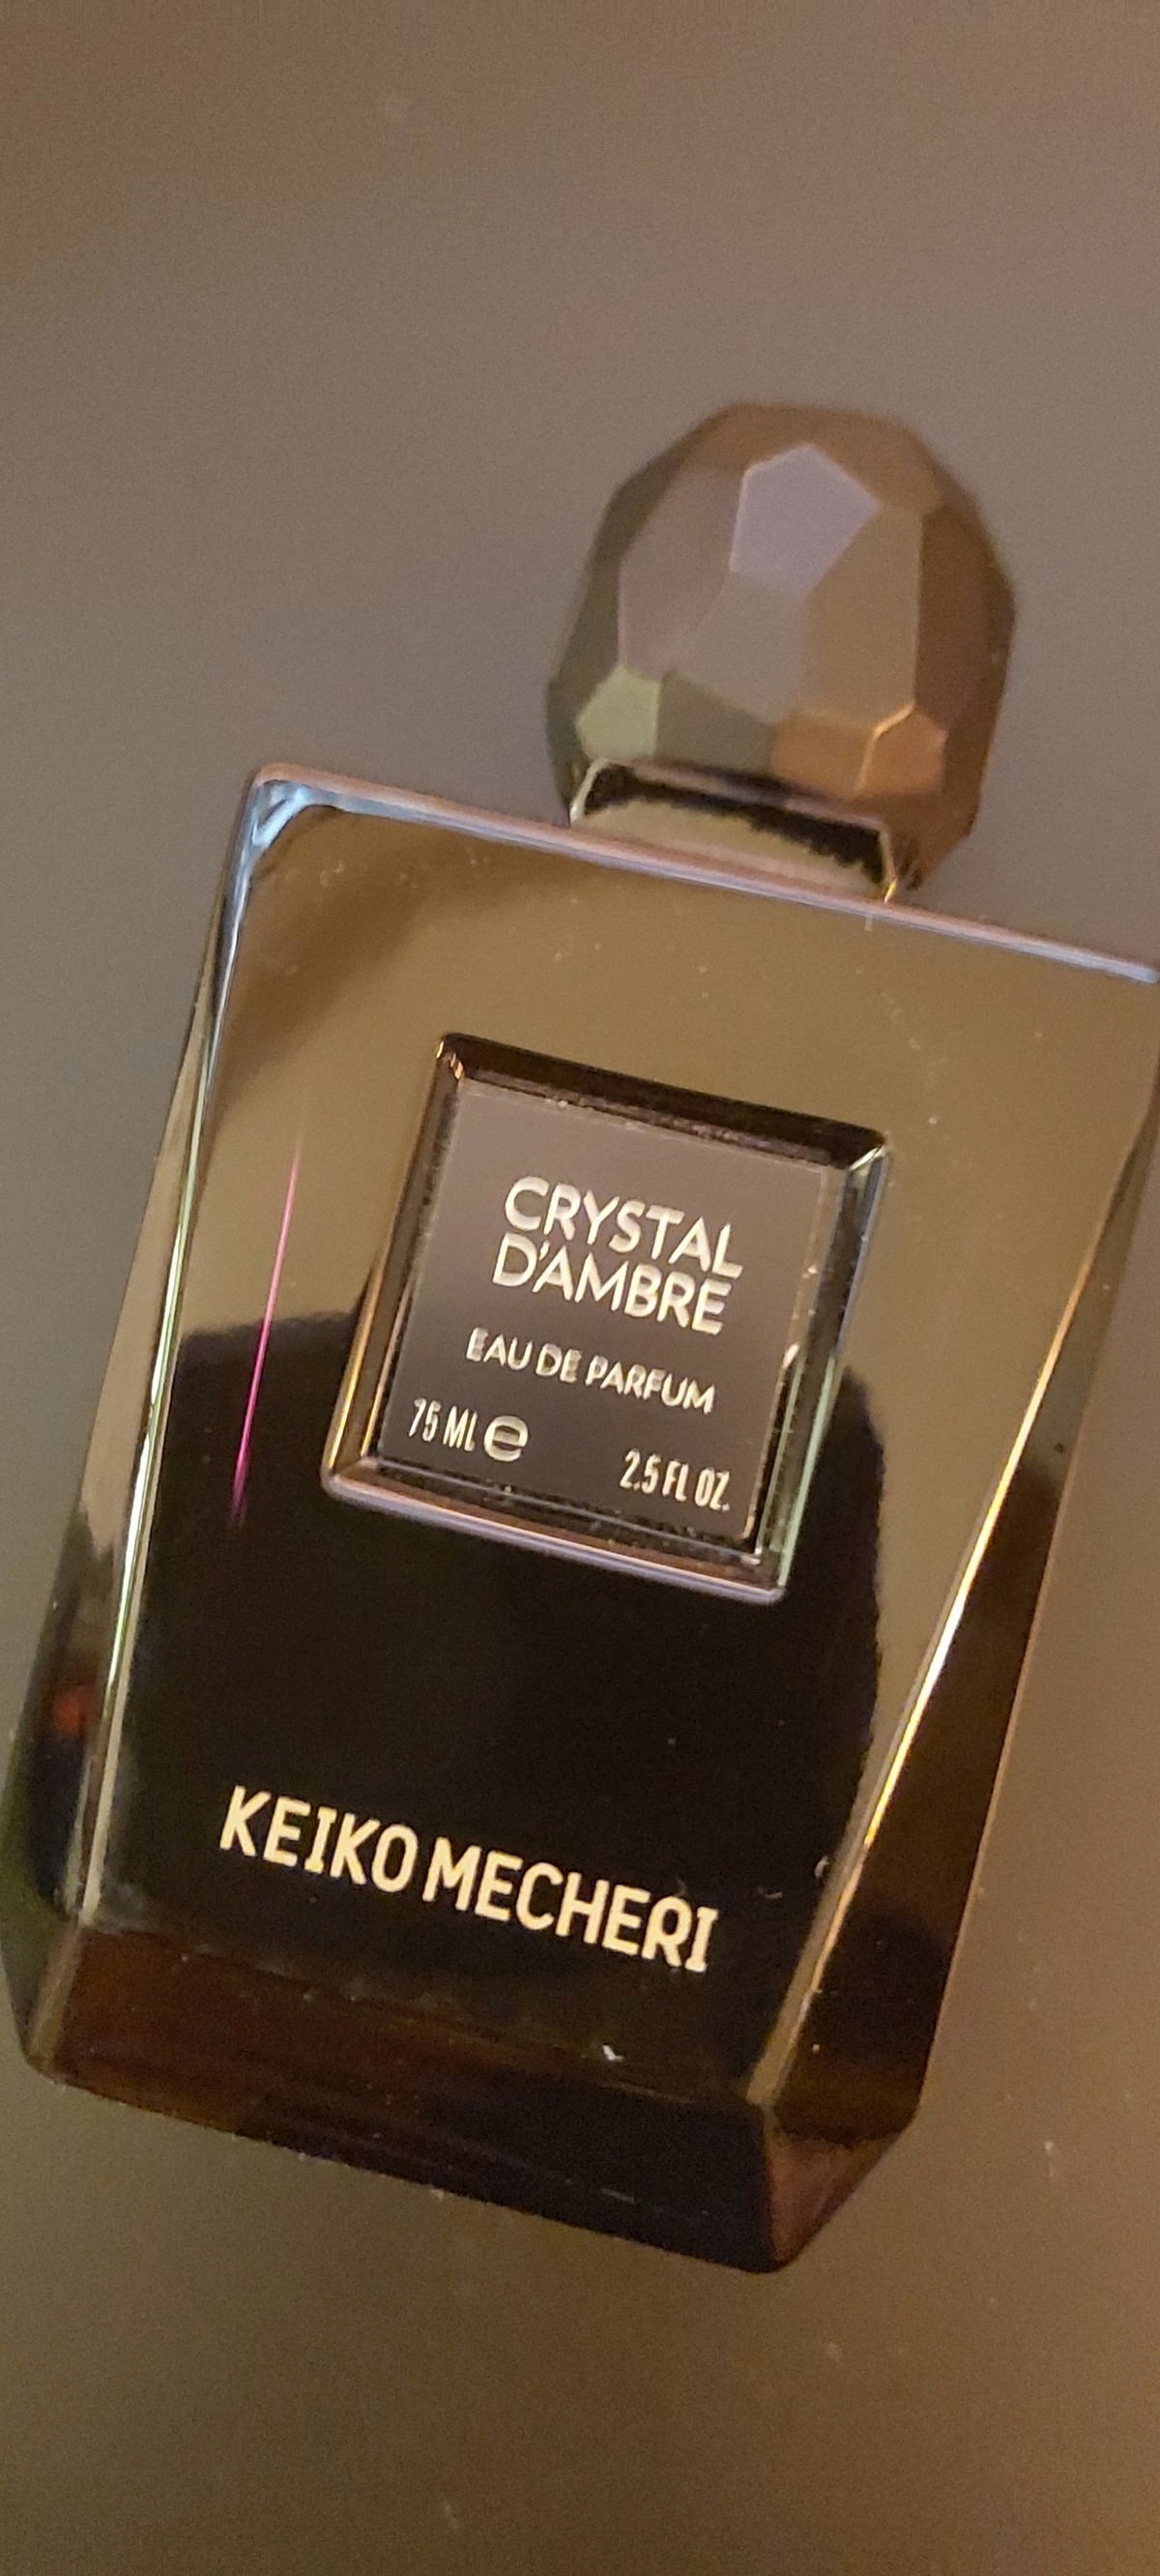 CRYSTAL
D'AMBRE
EAU DE PARFUM
75 ML ℮ 2.5 FL OZ.
KEIKO MECHERI